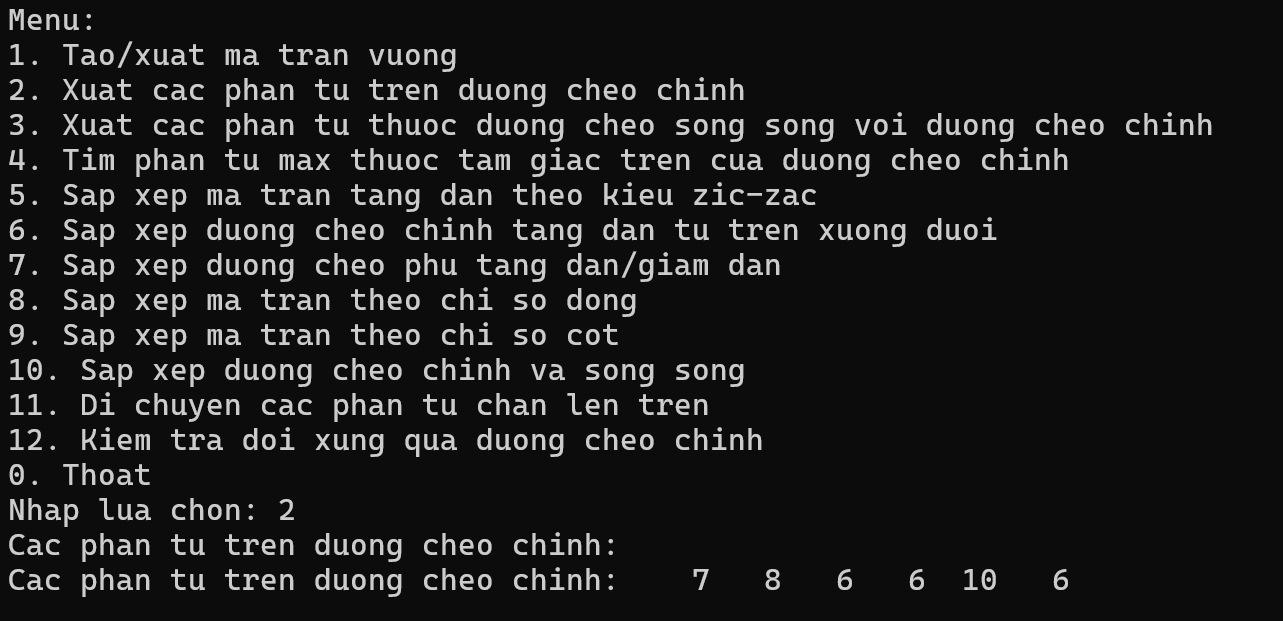 Menu:
1. Tao/xuat ma tran vuong
2. Xuat cac phan tu tren duong cheo chinh
3. Xuat cac phan tu thuoc duong cheo song song voi duong cheo chinh
4. Tim phan tu max thuoc tam giac tren cua duong cheo chinh
5. Sap xep ma tran tang dan theo kieu zic-zac
6. Sap xep duong cheo chinh tang dan tu tren xuong duoi
7. Sap xep duong cheo phu tang dan/giam dan
8. Sap xep ma tran theo chi so dong
9. Sap xep ma tran theo chi so cot
10. Sap xep duong cheo chinh va song song
11. Di chuyen cac phan tu chan len tren
12. Kiem tra doi xung qua duong cheo chinh
0. Thoat
Nhap lua chon: 2
Cac phan tu tren duong cheo chinh:
Cac phan tu tren duong cheo chinh:    7   8   6   6  10   6